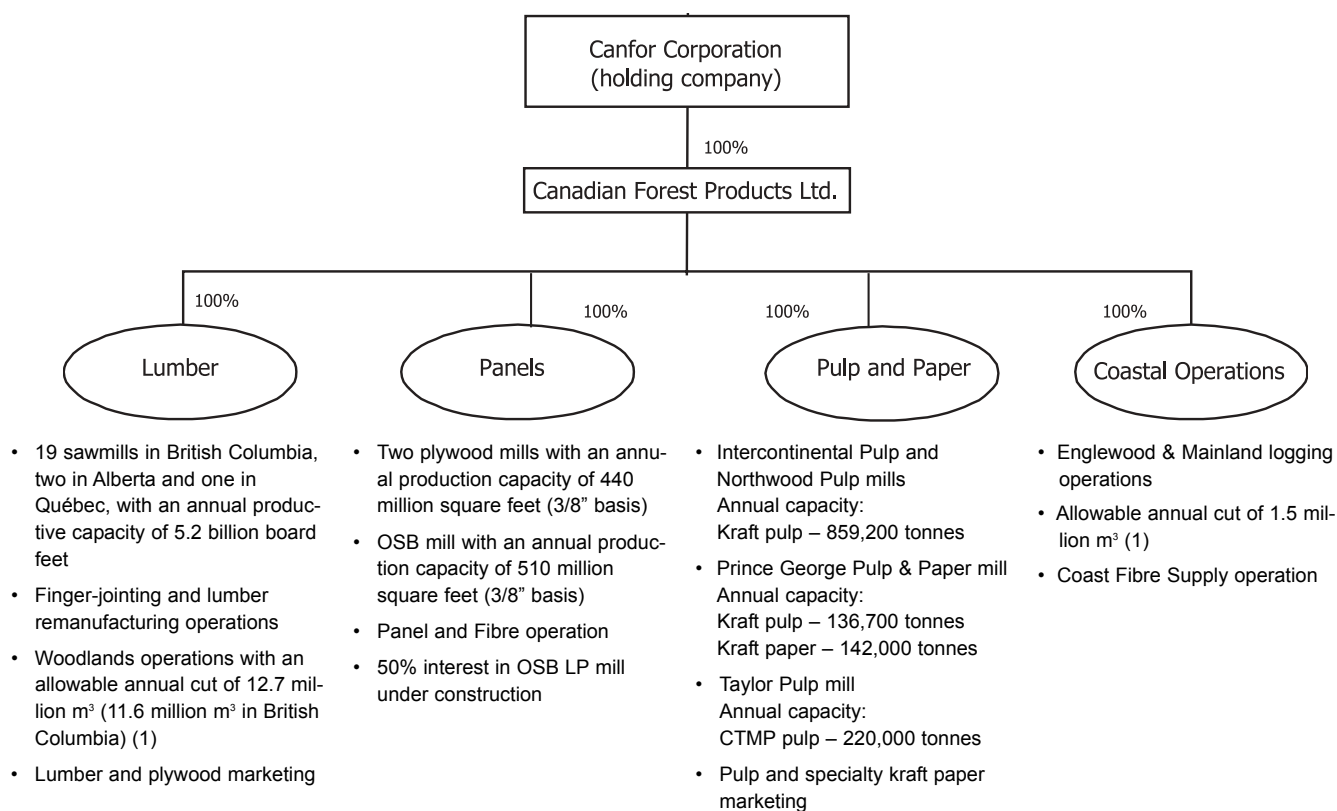 Canfor Corporation
(holding company)
100%
Canadian Forest Products Ltd.
100%
100%
100%
100%
Lumber
Panels
Pulp and Paper
Coastal Operations
• 19 sawmills in British Columbia,
two in Alberta and one in
Québec, with an annual produc-
tive capacity of 5.2 billion board
feet
• Finger-jointing and lumber
remanufacturing operations
• Woodlands operations with an
allowable annual cut of 12.7 mil-
lion m³ (11.6 million m³ in British
Columbia) (1)
• Lumber and plywood marketing
• Two plywood mills with an annu-
al production capacity of 440
million square feet (3/8” basis)
• OSB mill with an annual produc-
tion capacity of 510 million
square feet (3/8” basis)
• Panel and Fibre operation
• 50% interest in OSB LP mill
under construction
• Intercontinental Pulp and
Northwood Pulp mills
Annual capacity:
Kraft pulp – 859,200 tonnes
• Prince George Pulp & Paper mill
Annual capacity:
Kraft pulp – 136,700 tonnes
Kraft paper – 142,000 tonnes
• Taylor Pulp mill
Annual capacity:
CTMP pulp – 220,000 tonnes
• Pulp and specialty kraft paper
marketing
• Englewood & Mainland logging
operations
• Allowable annual cut of 1.5 mil-
lion m³ (1)
• Coast Fibre Supply operation